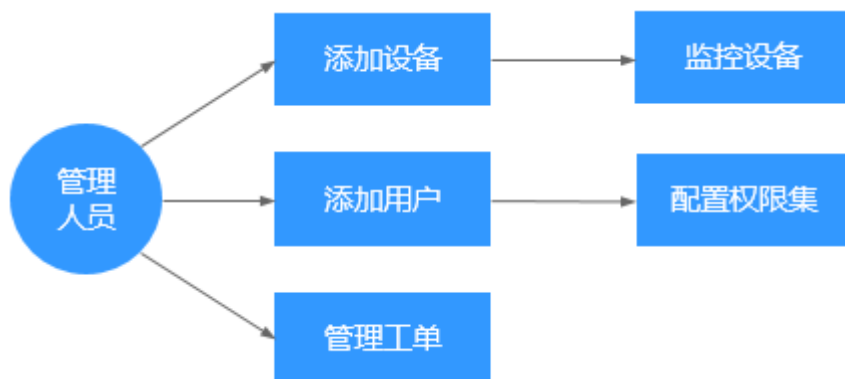 添加设备
监控设备
管理
人员
添加用户
配置权限集
管理工单